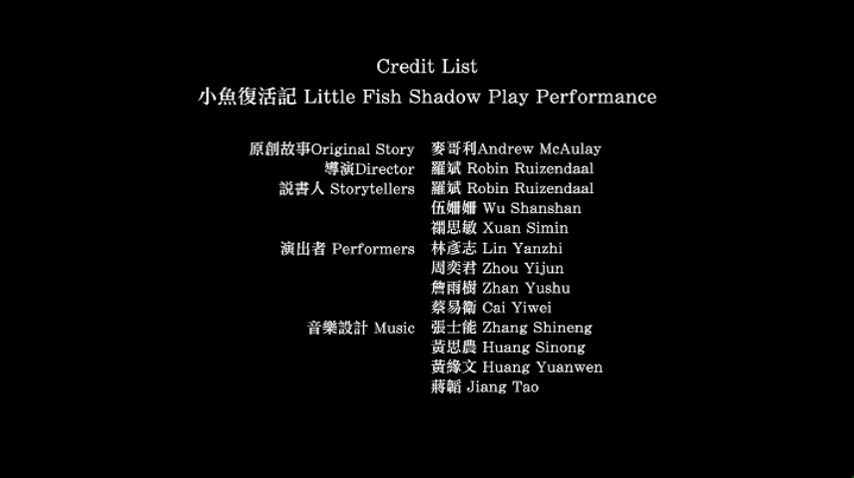 Credit List
小魚復活記 Little Fish Shadow Play Performance
原創故事Original Story 麥哥利Andrew McAulay
導演Director 羅斌 Robin Ruizendaal
説書人 Storytellers 羅斌 Robin Ruizendaal
伍姍姍 Wu Shanshan
禤思敏 Xuan Simin
演出者 Performers 林彥志 Lin Yanzhi
周奕君 Zhou Yijun
詹雨樹 Zhan Yushu
蔡易衛 Cai Yiwei
音樂設計 Music 張士能 Zhang Shineng
黃思農 Huang Sinong
黃緣文 Huang Yuanwen
蔣韜 Jiang Tao